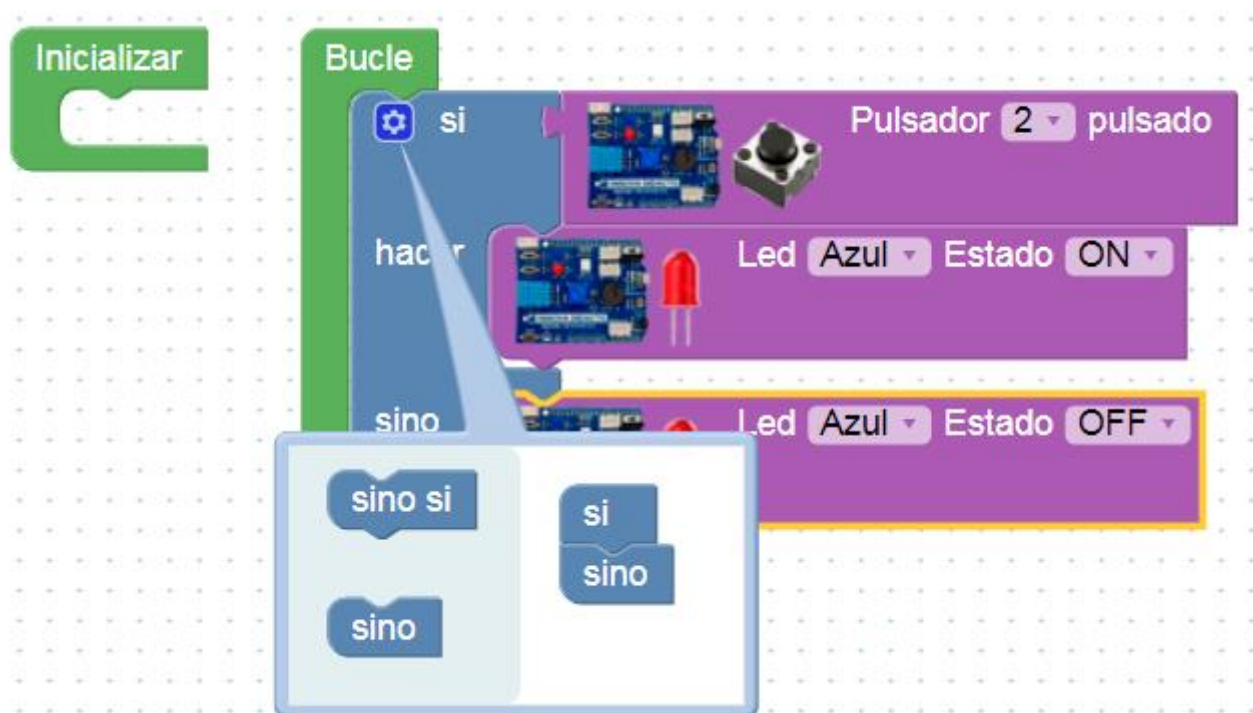 Inicializar
Bucle
si
Pulsador 2 pulsado
hacer
Led Azul Estado ON
sino
Led Azul Estado OFF
sino si
sino
si
sino